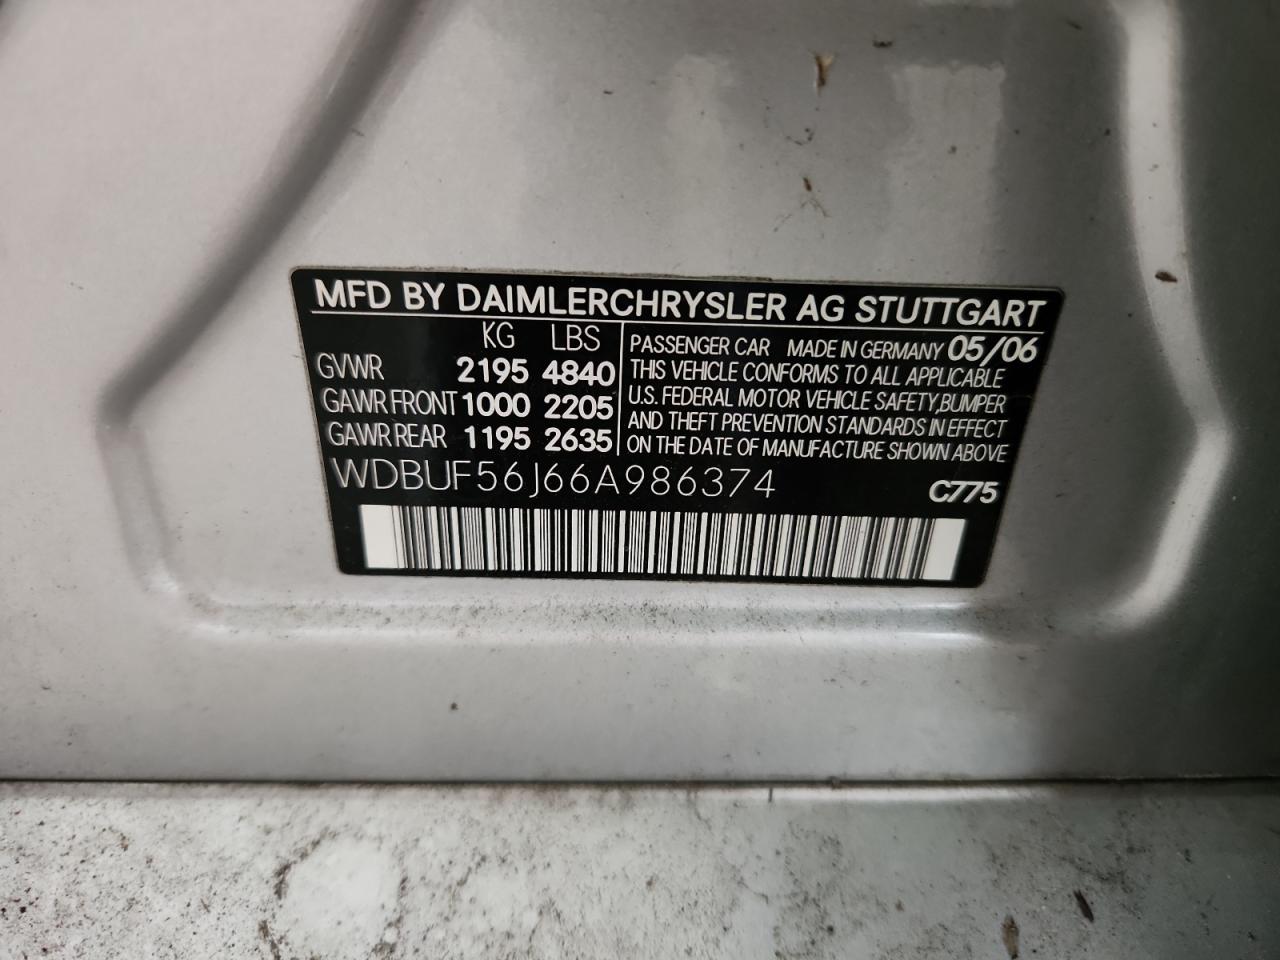 MFD BY DAIMLERCHRYSLER AG STUTTGART
KG LBS
GVWR 2195 4840
GAWR FRONT 1000 2205
GAWR REAR 1195 2635
PASSENGER CAR MADE IN GERMANY 05/06
THIS VEHICLE CONFORMS TO ALL APPLICABLE
U.S. FEDERAL MOTOR VEHICLE SAFETY, BUMPER
AND THEFT PREVENTION STANDARDS IN EFFECT
ON THE DATE OF MANUFACTURE SHOWN ABOVE
WDBUF56J66A986374
C775